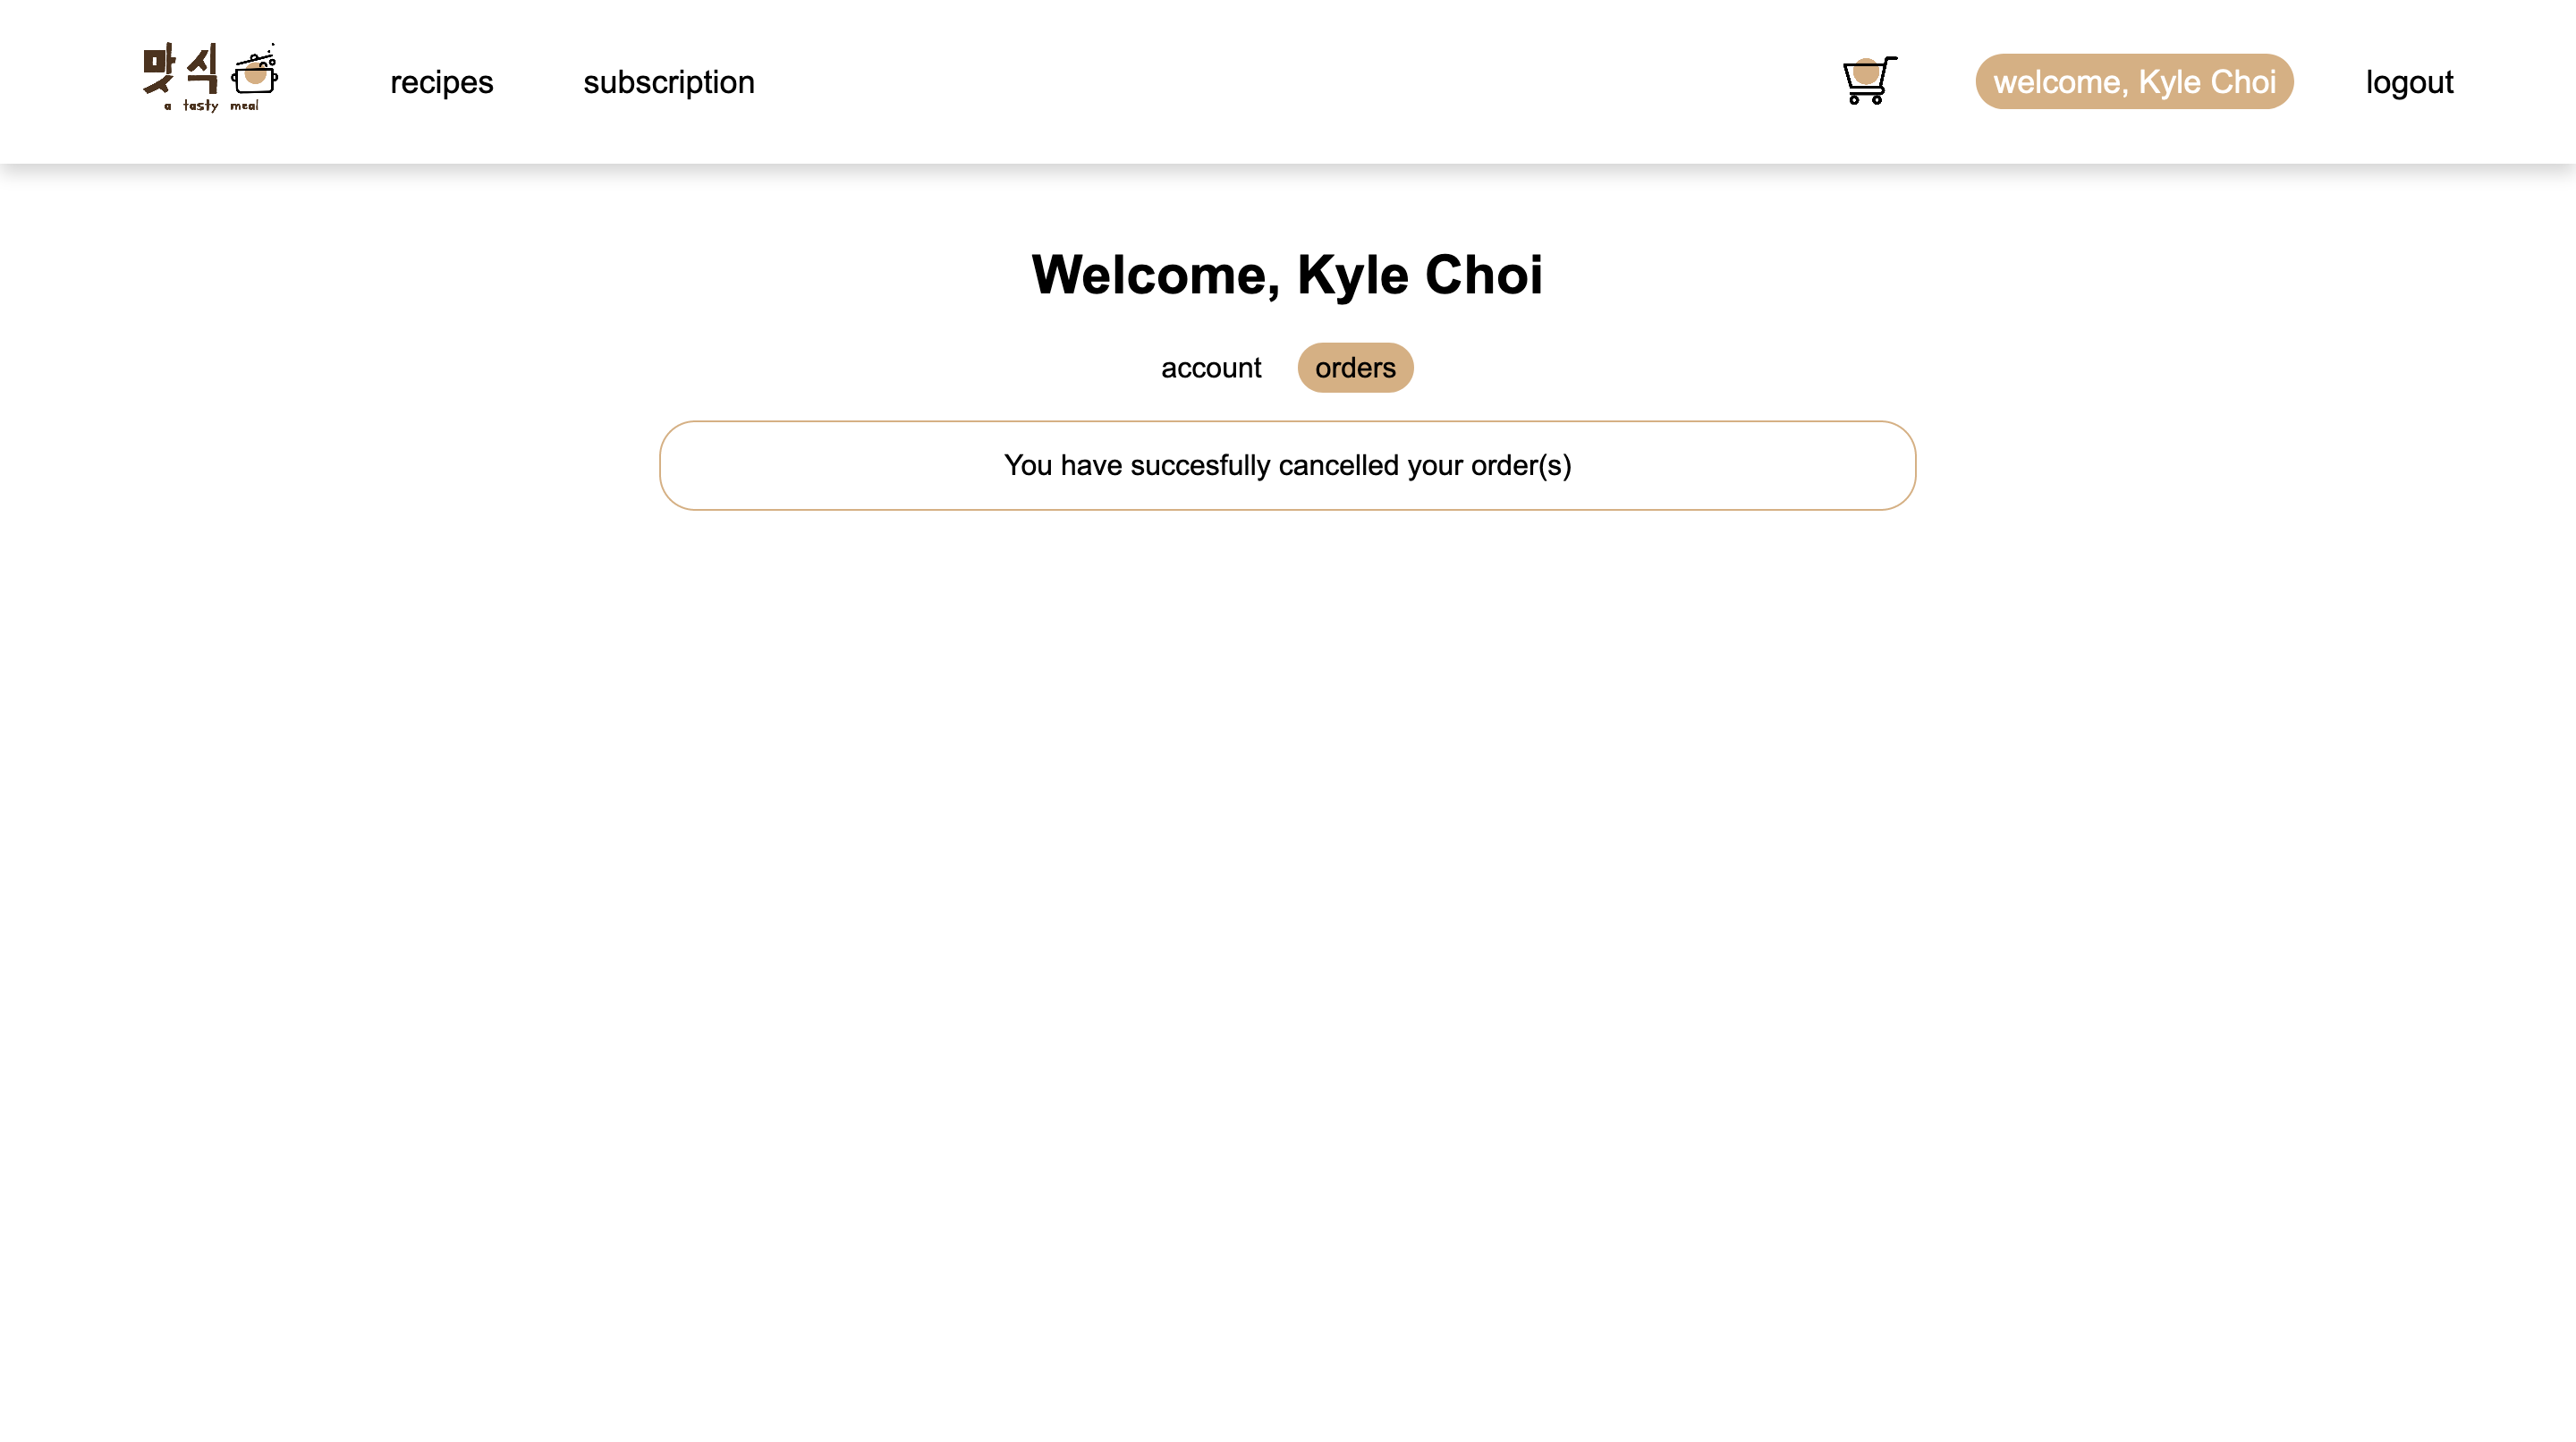 맛식
a tasty meal
recipes
subscription
welcome, Kyle Choi
logout
Welcome, Kyle Choi
account
orders
You have succesfully cancelled your order(s)